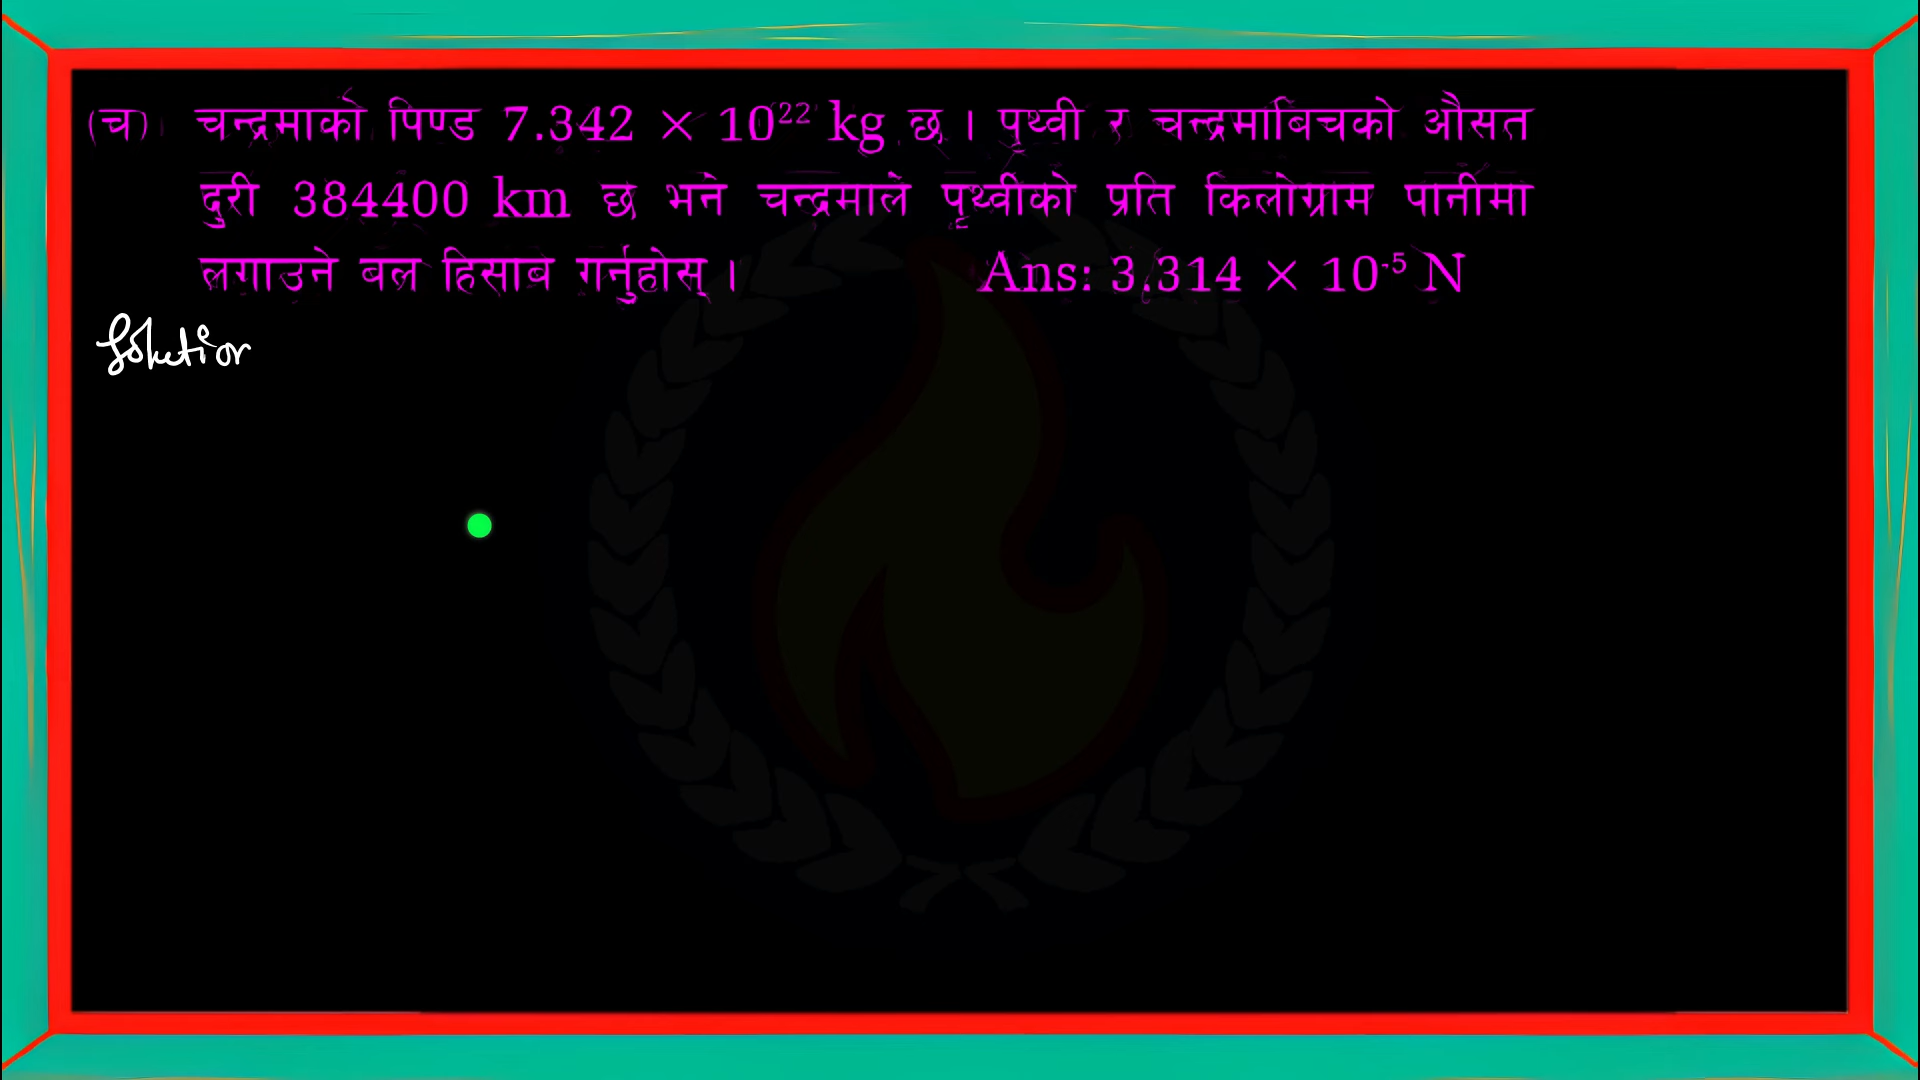 (च) चन्द्रमाको पिण्ड 7.342 × 10²² kg छ । पृथ्वी र चन्द्रमाबिचको औसत
दुरी 384400 km छ भने चन्द्रमाले पृथ्वीको प्रति किलोग्राम पानीमा
लगाउने बल हिसाब गर्नुहोस् । Ans: 3.314 × 10⁻⁵ N
Solution